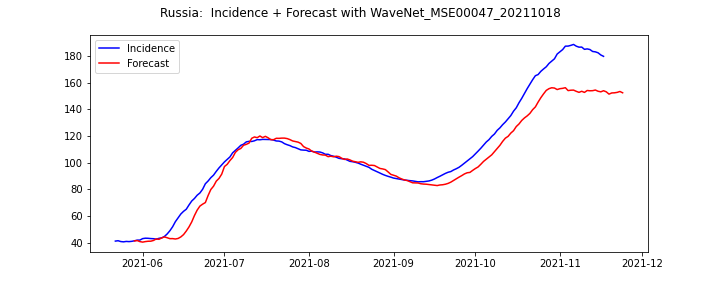 Russia:  Incidence + Forecast with WaveNet_MSE00047_20211018
Incidence
Forecast
180
160
140
120
100
80
60
40
2021-06 2021-07 2021-08 2021-09 2021-10 2021-11 2021-12